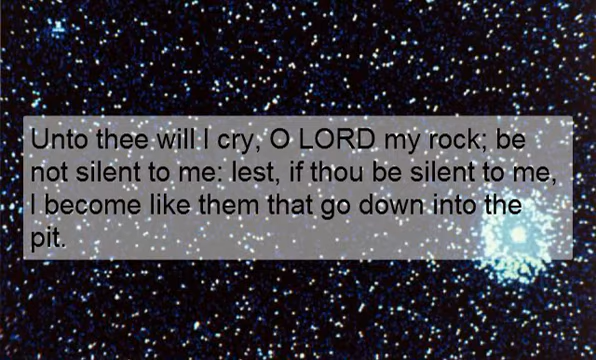 Unto thee will I cry, O LORD my rock; be
not silent to me: lest, if thou be silent to me,
I become like them that go down into the
pit.